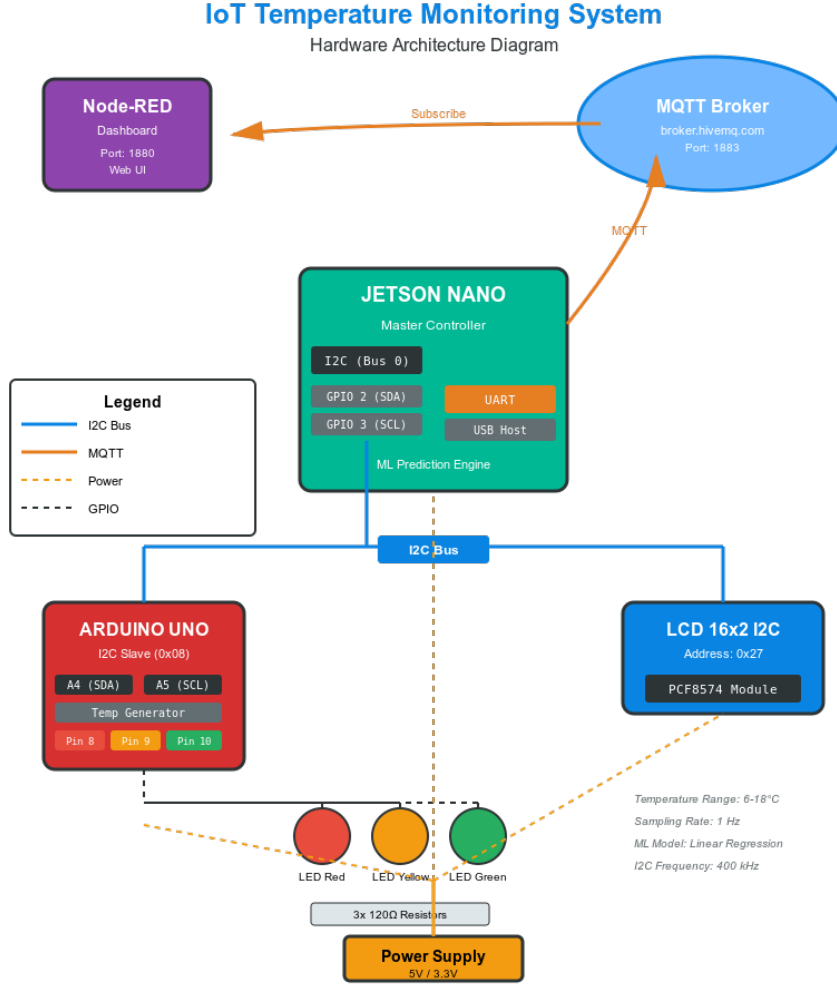 IoT Temperature Monitoring System
Hardware Architecture Diagram
Node-RED
Dashboard
Port: 1880
Web UI
Subscribe
MQTT Broker
broker.hivemq.com
Port: 1883
MQTT
JETSON NANO
Master Controller
I2C (Bus 0)
GPIO 2 (SDA)
GPIO 3 (SCL)
UART
USB Host
ML Prediction Engine
Legend
I2C Bus
MQTT
Power
GPIO
I2C Bus
ARDUINO UNO
I2C Slave (0x08)
A4 (SDA)
A5 (SCL)
Temp Generator
Pin 8
Pin 9
Pin 10
LCD 16x2 I2C
Address: 0x27
PCF8574 Module
LED Red
LED Yellow
LED Green
Temperature Range: 6-18°C
Sampling Rate: 1 Hz
ML Model: Linear Regression
I2C Frequency: 400 kHz
3x 120Ω Resistors
Power Supply
5V / 3.3V